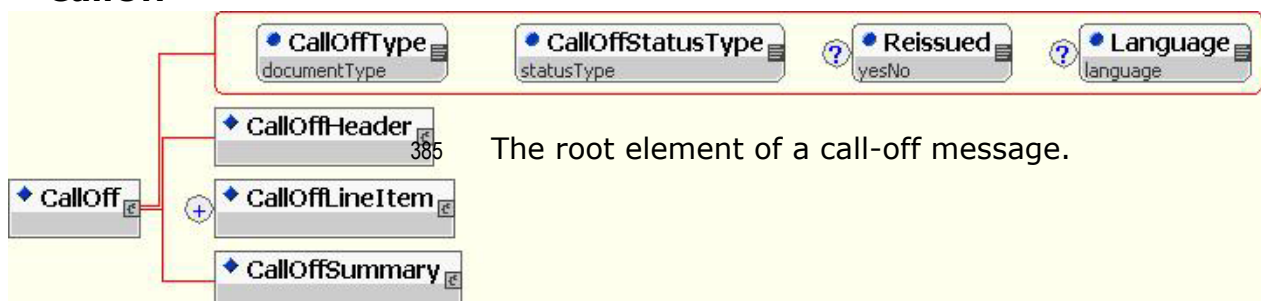 CallOff
CallOffType
documentType
CallOffStatusType
statusType
? Reissued
yesNo
? Language
language
CallOffHeader
385 The root element of a call-off message.
CallOff
+ CallOffLineItem
CallOffSummary